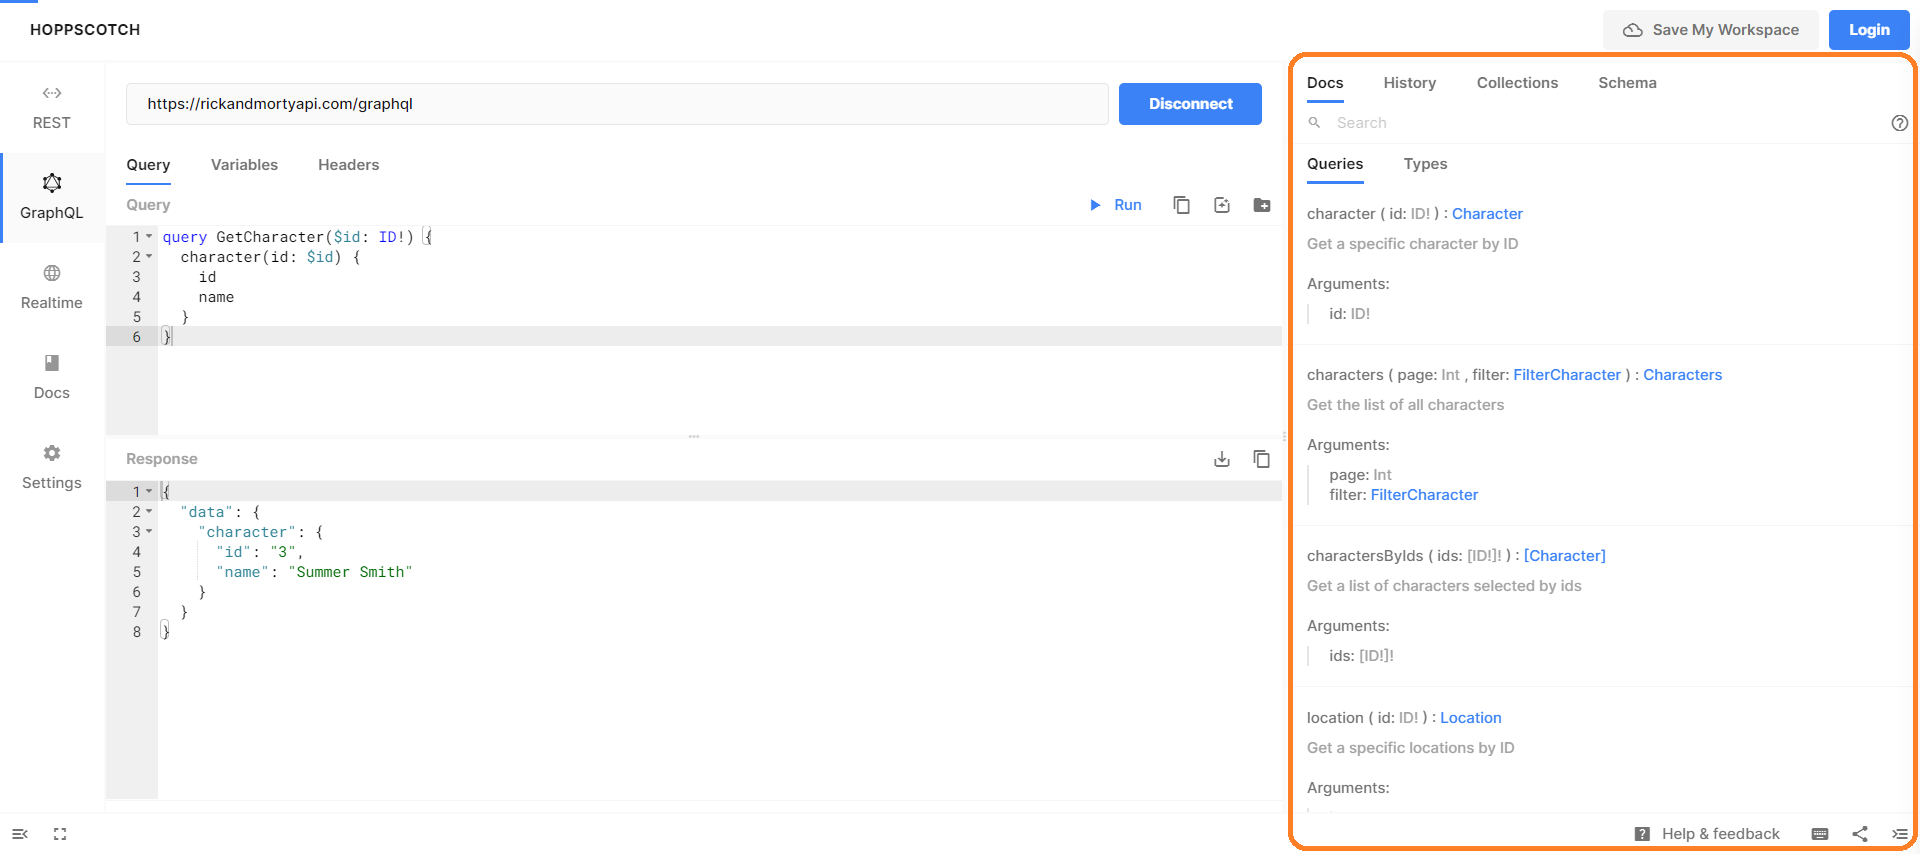 HOPPSCOTCH
Save My Workspace
Login
REST
GraphQL
Realtime
Docs
Settings
https://rickandmortyapi.com/graphql
Disconnect
Query Variables Headers
Query
Run
1 query GetCharacter($id: ID!) {
2 character(id: $id) {
3 id
4 name
5 }
6 }
Response
1 {
2 "data": {
3 "character": {
4 "id": "3",
5 "name": "Summer Smith"
6 }
7 }
8 }
Docs History Collections Schema
Search
Queries Types
character ( id: ID! ) : Character
Get a specific character by ID
Arguments:
id: ID!
characters ( page: Int , filter: FilterCharacter ) : Characters
Get the list of all characters
Arguments:
page: Int
filter: FilterCharacter
charactersByIds ( ids: [ID!]! ) : [Character]
Get a list of characters selected by ids
Arguments:
ids: [ID!]!
location ( id: ID! ) : Location
Get a specific locations by ID
Arguments:
Help & feedback